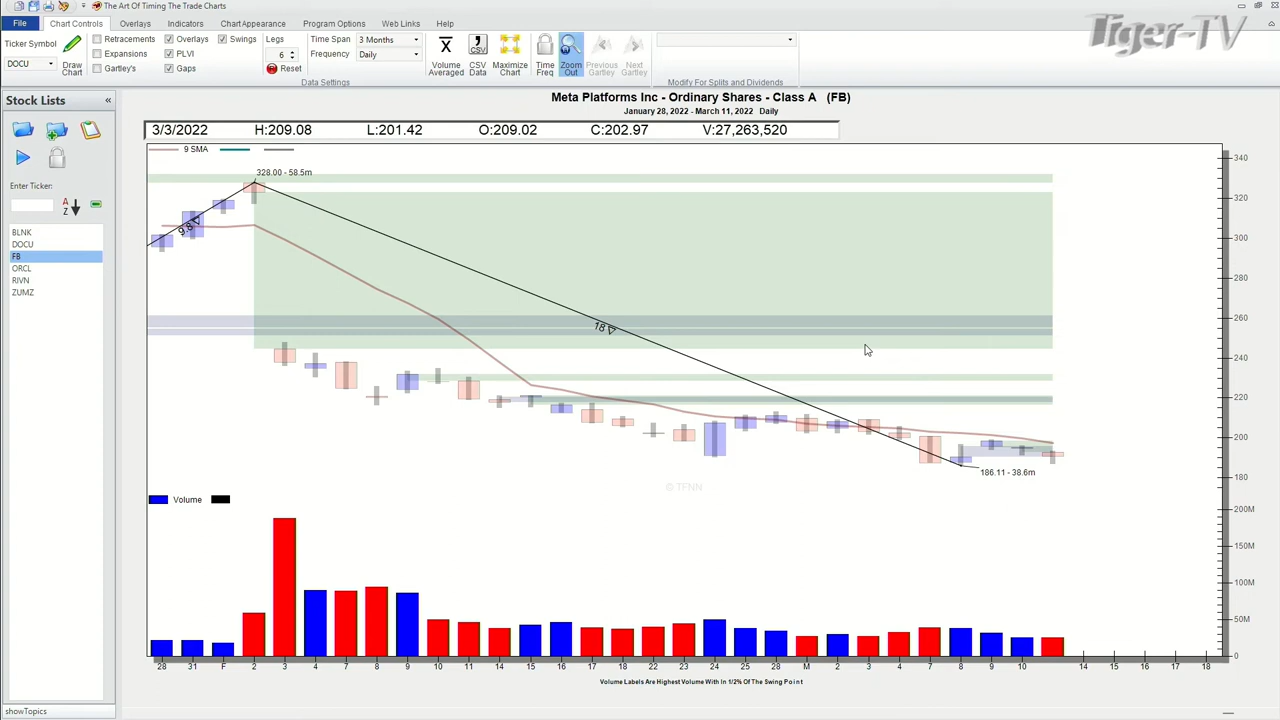 The Art Of Timing The Trade Charts
Tiger-TV
File
Chart Controls
Overlays
Indicators
Chart Appearance
Program Options
Web Links
Help
Ticker Symbol
DOCU
Draw Chart
Retracements
Expansions
Gartley's
Overlays
PLVI
Gaps
Swings
Legs
6
Reset
Time Span
3 Months
Frequency
Daily
Data Settings
Volume Averaged
CSV
CSV Data
Maximize Chart
Time Freq
Zoom Out
Previous Gartley
Next Gartley
Modify For Splits and Dividends
Stock Lists
Enter Ticker:
A
Z
BLNK
DOCU
FB
ORCL
RIVN
ZUMZ
showTopics
Meta Platforms Inc - Ordinary Shares - Class A (FB)
January 28, 2022 - March 11, 2022 Daily
3/3/2022 H:209.08 L:201.42 O:209.02 C:202.97 V:27,263,520
9 SMA
328.00 - 58.5m
9.8
18
186.11 - 38.6m
© TFNN
340
320
300
280
260
240
220
200
180
Volume
200M
150M
100M
50M
0
28 31 F 2 3 4 7 8 9 10 11 14 15 16 17 18 22 23 24 25 28 M 2 3 4 7 8 9 10 11 14 15 16 17 18
Volume Labels Are Highest Volume With In 1/2% Of The Swing Point